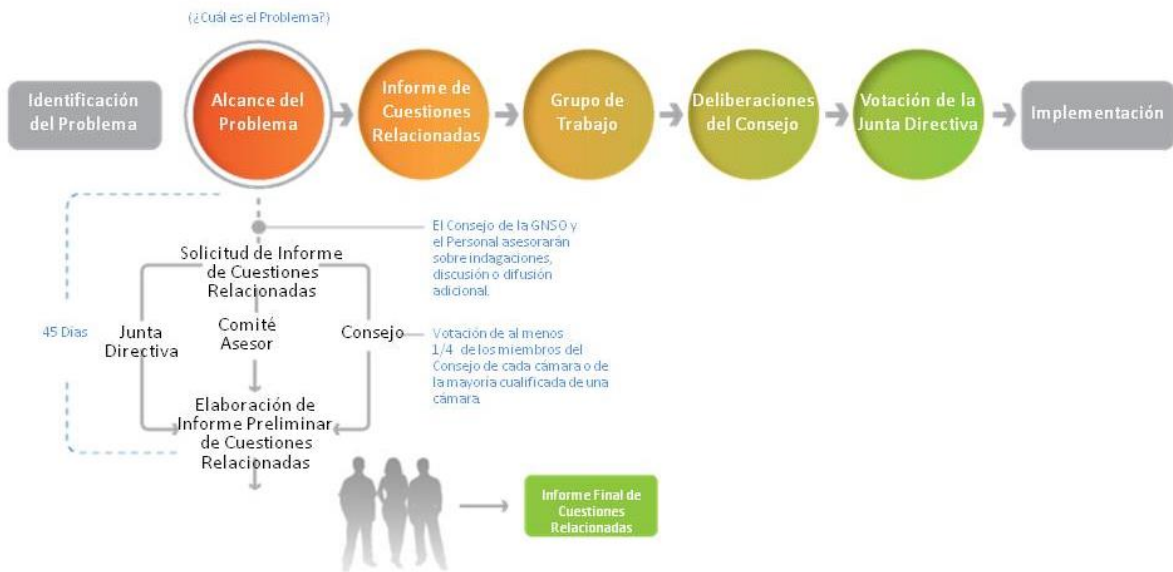 (¿Cuál es el Problema?)
Identificación
del Problema
Alcance del
Problema
Informe de
Cuestiones
Relacionadas
Grupo de
Trabajo
Deliberaciones
del Consejo
Votación de la
Junta Directiva
Implementación
El Consejo de la GNSO y
el Personal asesorarán
sobre indagaciones,
discusión o difusión
adicional.
Solicitud de Informe
de Cuestiones
Relacionadas
45 Días
Junta
Directiva
Comité
Asesor
Consejo
Votación de al menos
1/4 de los miembros del
Consejo de cada cámara o de
la mayoría cualificada de una
cámara.
Elaboración de
Informe Preliminar
de Cuestiones
Relacionadas
Informe Final de
Cuestiones
Relacionadas